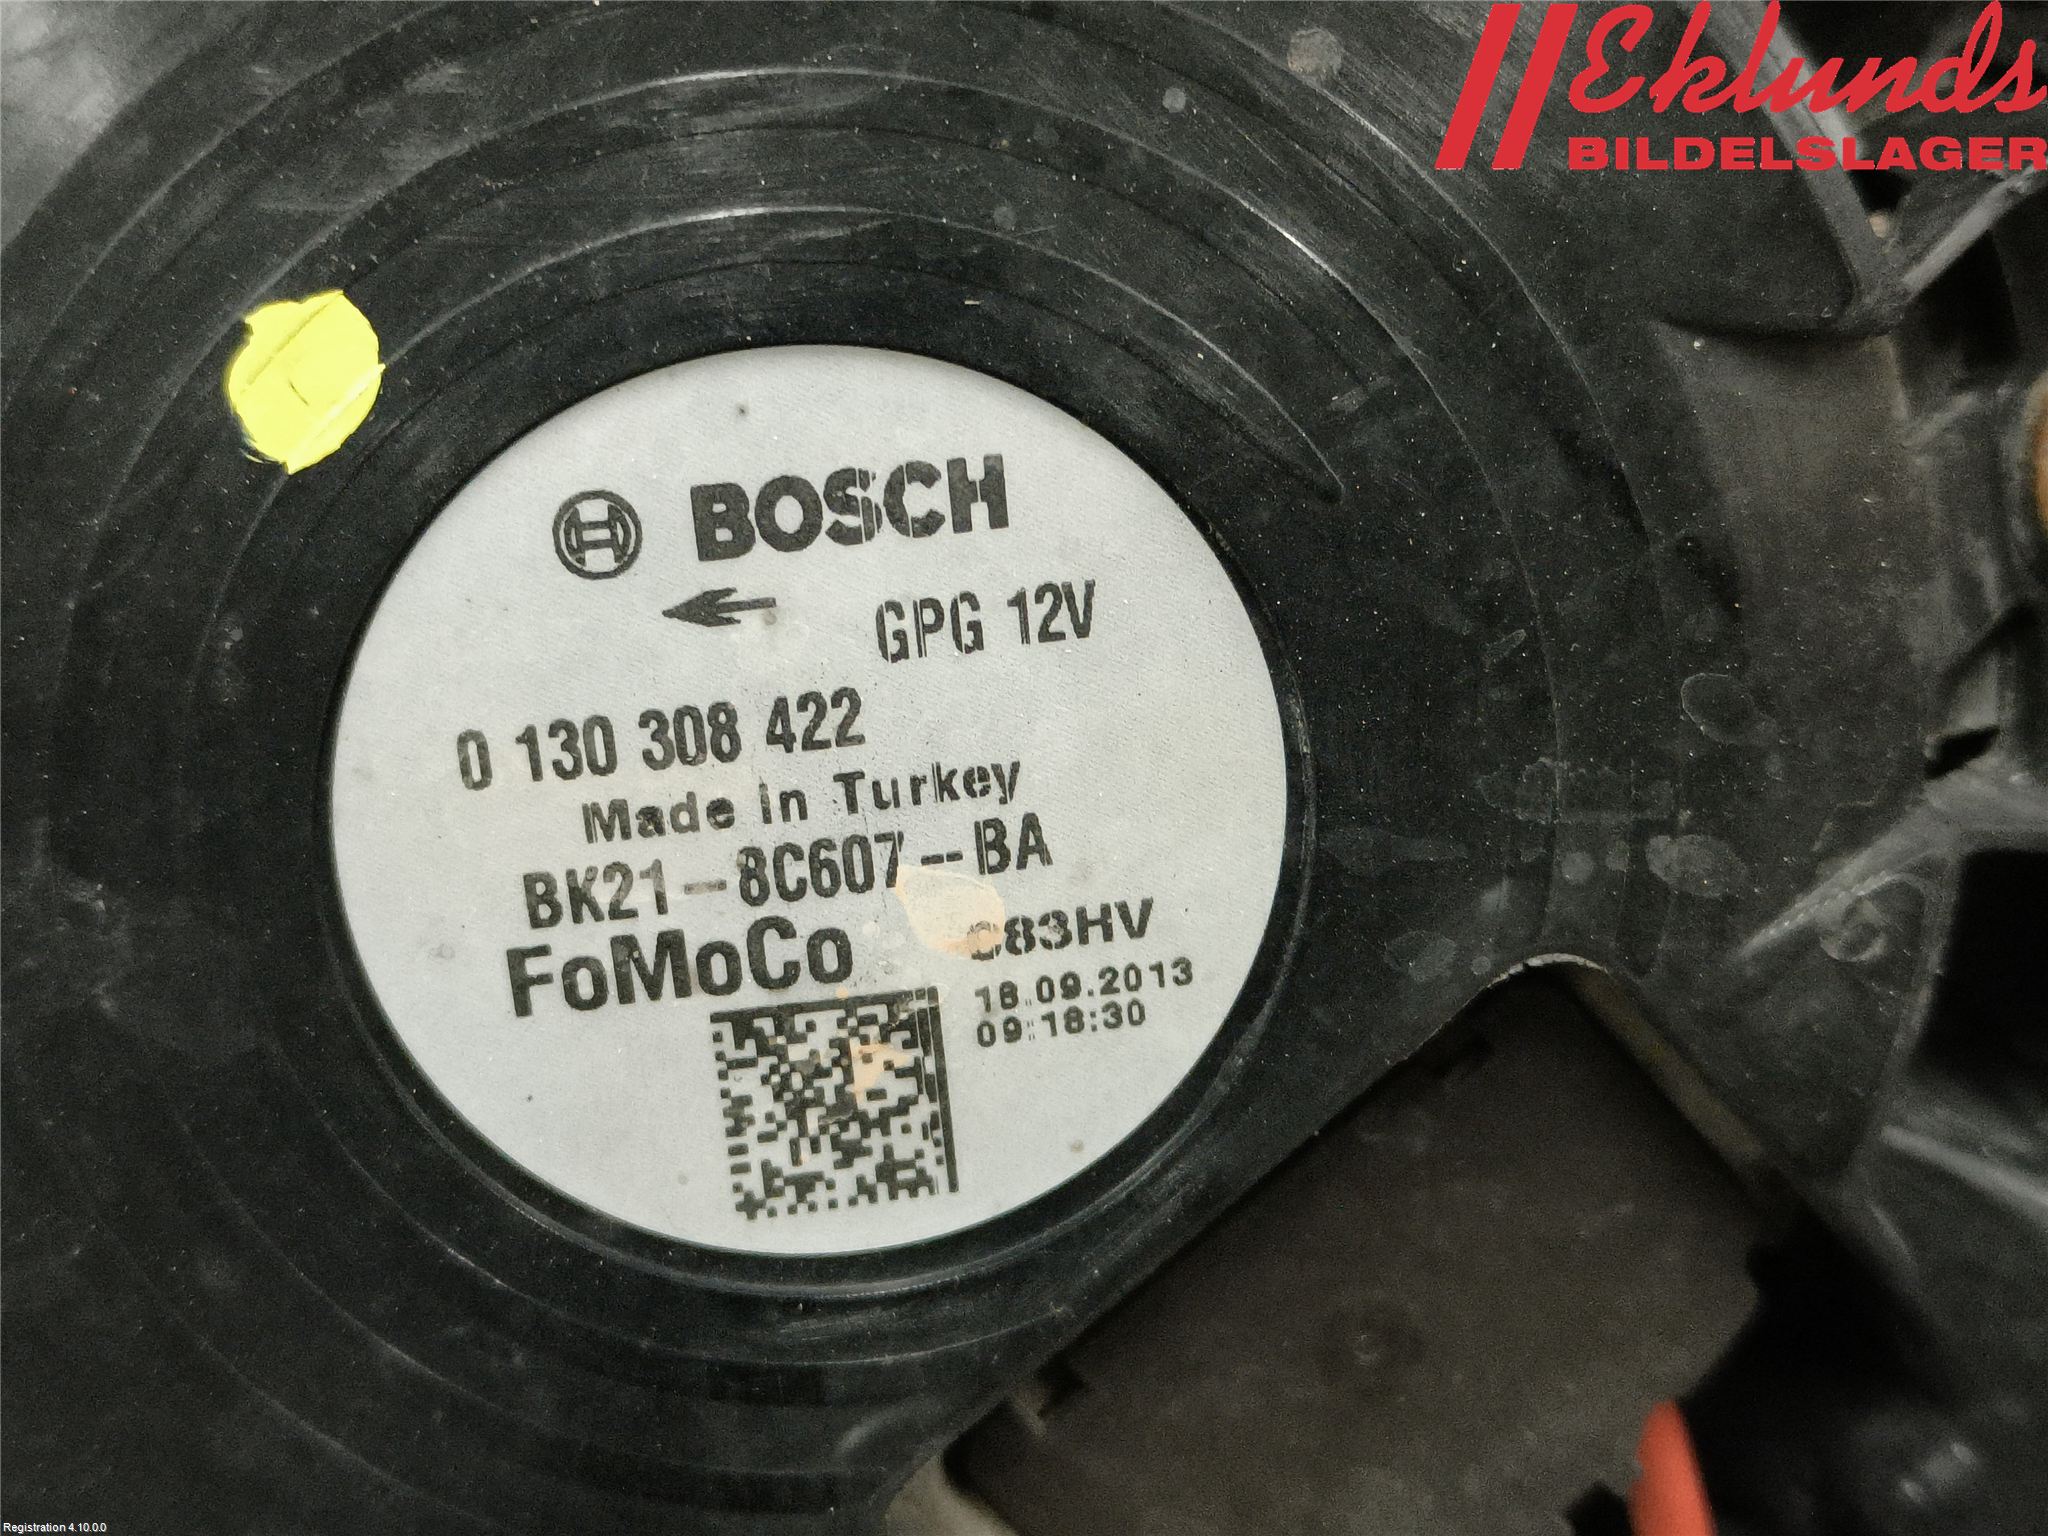 Eklunds
BILDELSLAGER
BOSCH
GPG 12V
0 130 308 422
Made in Turkey
BK21-8C607-BA
FoMoCo
18.09.2013
09:18:30
Registration 4.10.0.0